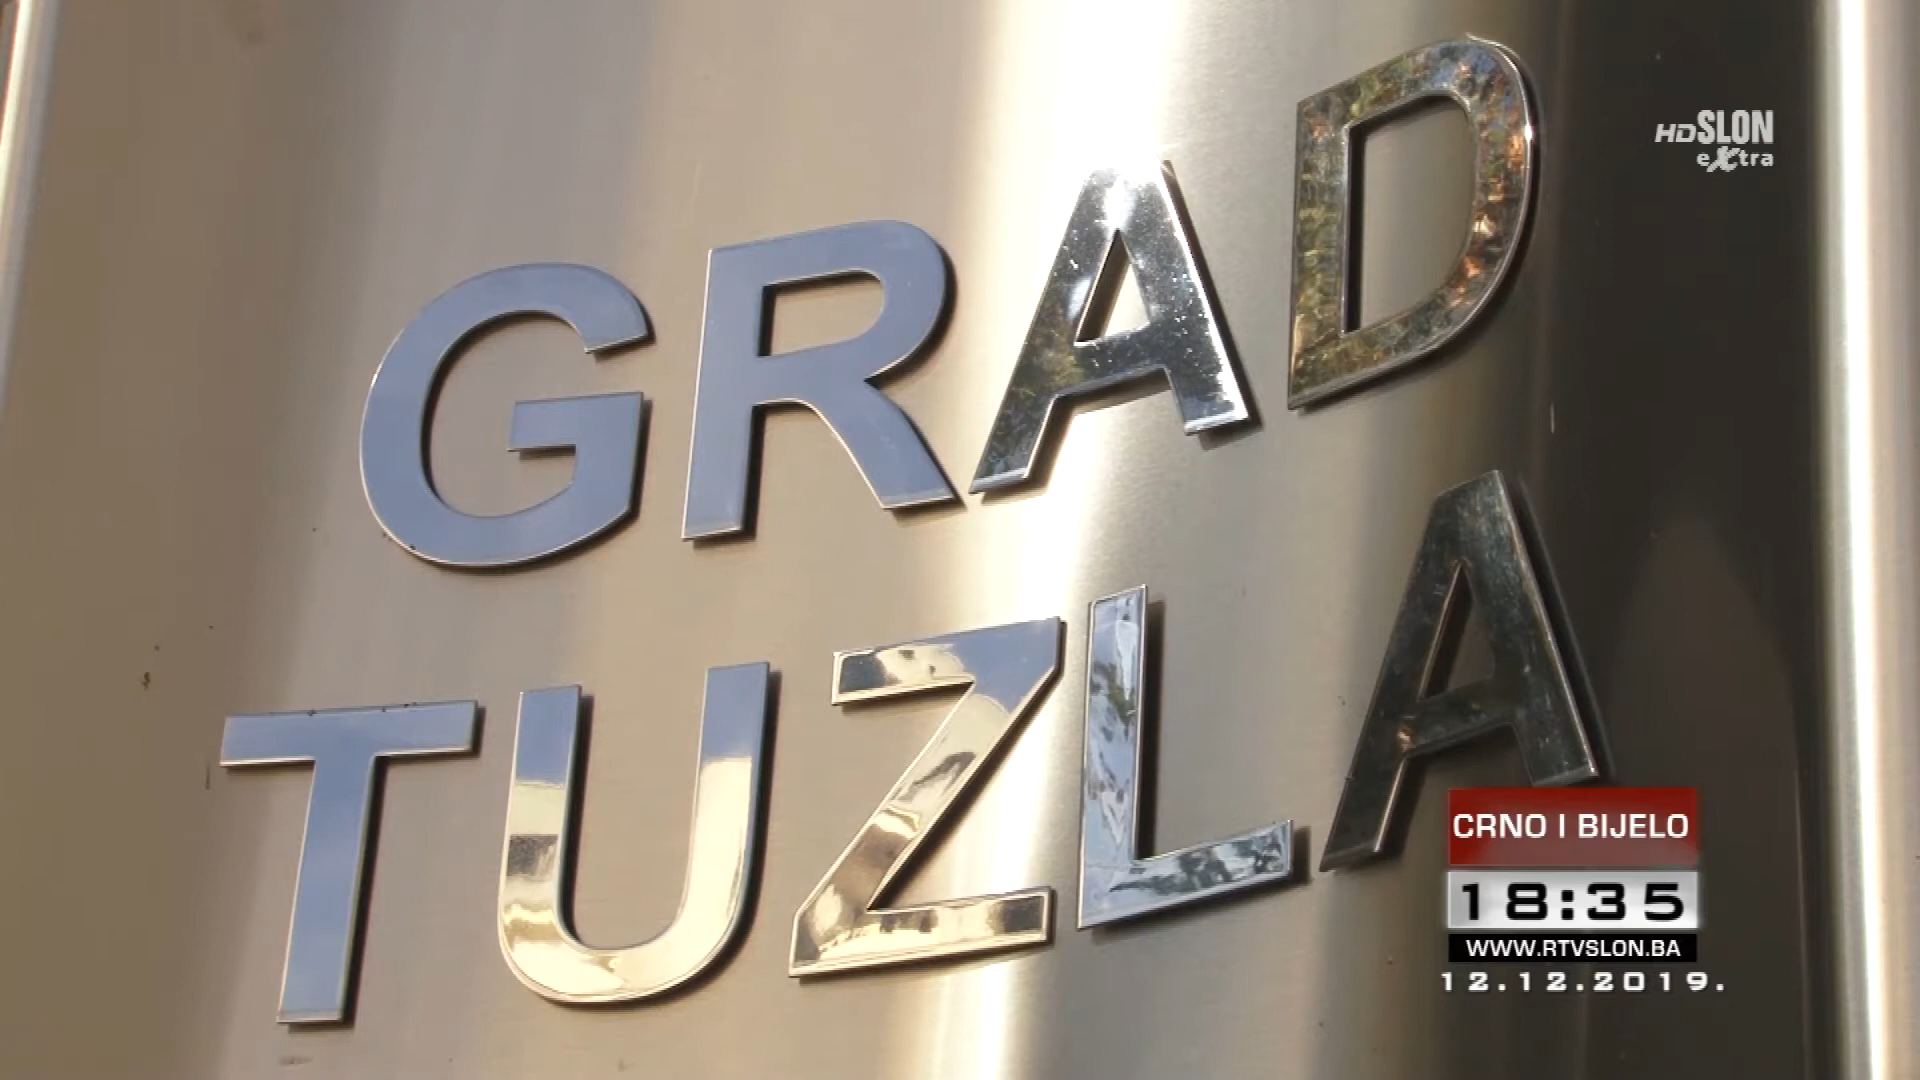 GRAD
TUZLA
HD SLON
eXtra
CRNO I BIJELO
18:35
WWW.RTVSLON.BA
12.12.2019.